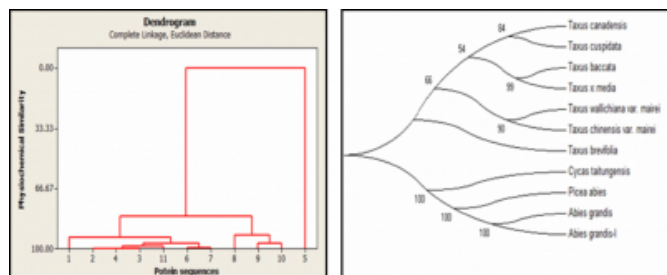 Dendrogram
Complete Linkage, Euclidean Distance
Physiochemical Similarity
0.00
33.33
66.67
100.00
1 2 4 3 11 6 7 8 9 10 5
Potein sequences
Taxus canadensis
84
Taxus cuspidata
54
Taxus baccata
99
Taxus x media
66
Taxus wallichiana var. mairei
90
Taxus chinensis var. mairei
Taxus brevifolia
Cycas taitungensis
100
Picea abies
100
Abies grandis
100
Abies grandis-I